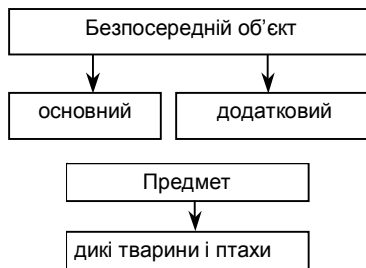 Безпосередній об’єкт
основний
додатковий
Предмет
дикі тварини і птахи